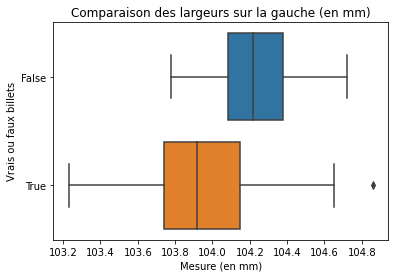 Comparaison des largeurs sur la gauche (en mm)
Vrais ou faux billets
False
True
103.2 103.4 103.6 103.8 104.0 104.2 104.4 104.6 104.8
Mesure (en mm)